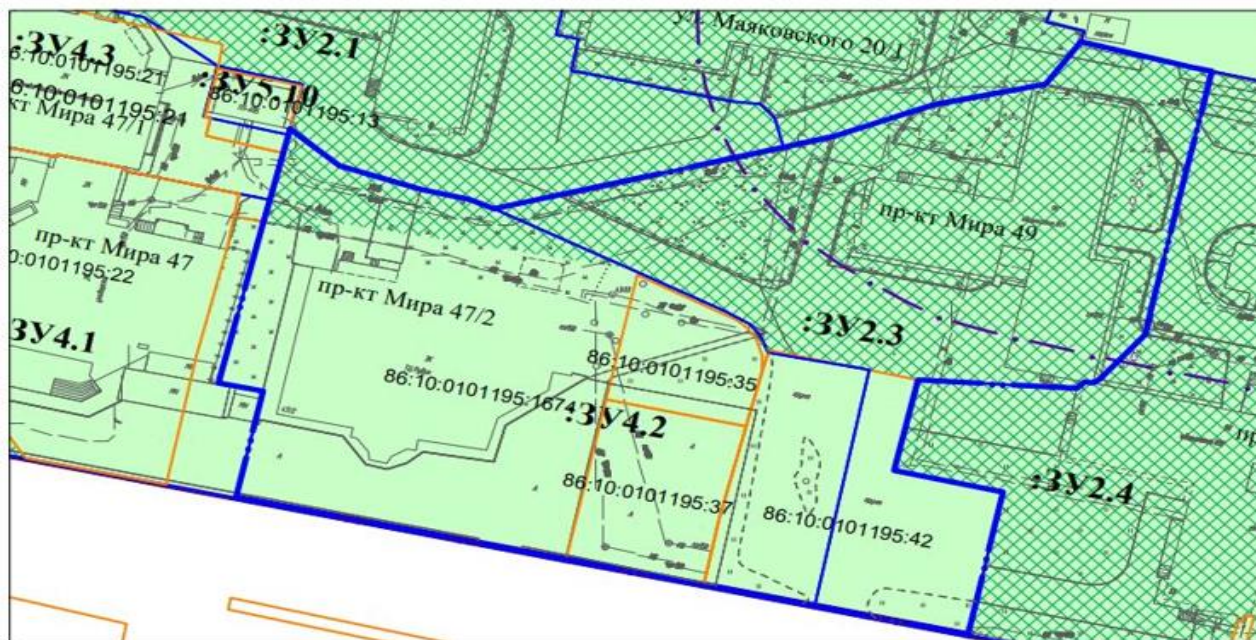 ул. Маяковского 20/1
:ЗУ4.3
:ЗУ2.1
86:10:0101195:21
:ЗУ5.10
86:10:0101195:13
86:10:0101195:21
кт Мира 47/1
пр-кт Мира 49
пр-кт Мира 47
0:0101195:22
пр-кт Мира 47/2
:ЗУ2.3
:ЗУ4.1
86:10:0101195:35
86:10:0101195:1674
:ЗУ4.2
86:10:0101195:37
:ЗУ2.4
86:10:0101195:42